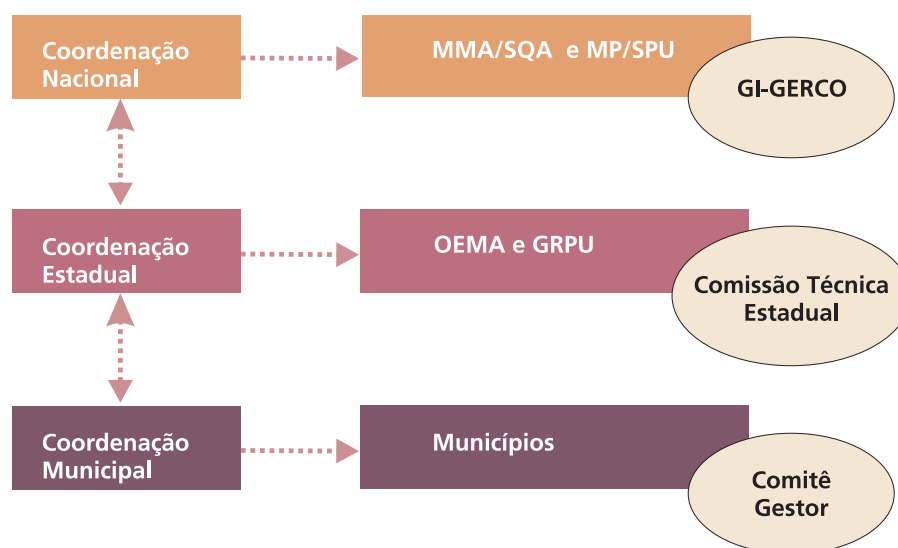 Coordenação
Nacional
MMA/SQA e MP/SPU
GI-GERCO
Coordenação
Estadual
OEMA e GRPU
Comissão Técnica
Estadual
Coordenação
Municipal
Municípios
Comitê
Gestor